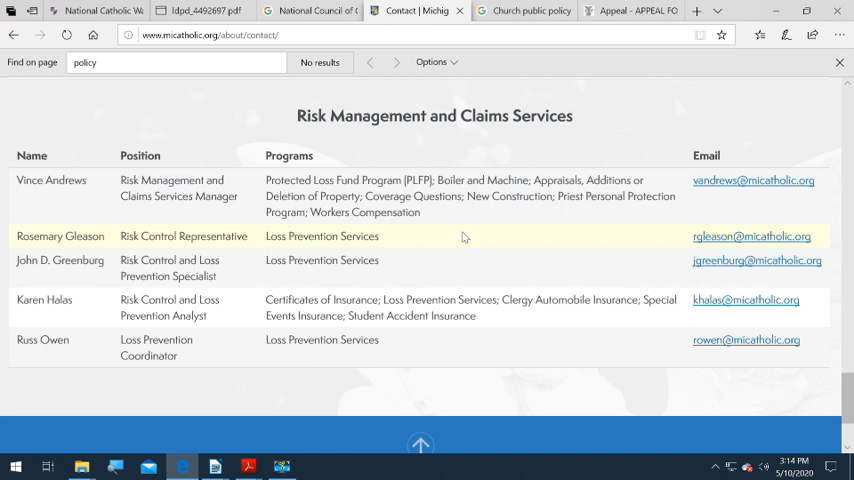 National Catholic Wa
ldpd_4492697.pdf
National Council of C
Contact | Michig
Church public policy
Appeal - APPEAL FO
www.micatholic.org/about/contact/
Find on page
policy
No results
Options
Risk Management and Claims Services
Name Position Programs Email
Vince Andrews Risk Management and Claims Services Manager Protected Loss Fund Program (PLFP); Boiler and Machine; Appraisals, Additions or vandrews@micatholic.org
Deletion of Property; Coverage Questions; New Construction; Priest Personal Protection
Program; Workers Compensation
Rosemary Gleason Risk Control Representative Loss Prevention Services rgleason@micatholic.org
John D. Greenburg Risk Control and Loss Loss Prevention Services jgreenburg@micatholic.org
Prevention Specialist
Karen Halas Risk Control and Loss Certificates of Insurance; Loss Prevention Services; Clergy Automobile Insurance; Special khalas@micatholic.org
Prevention Analyst Events Insurance; Student Accident Insurance
Russ Owen Loss Prevention Loss Prevention Services rowen@micatholic.org
Coordinator
3:14 PM
5/10/2020